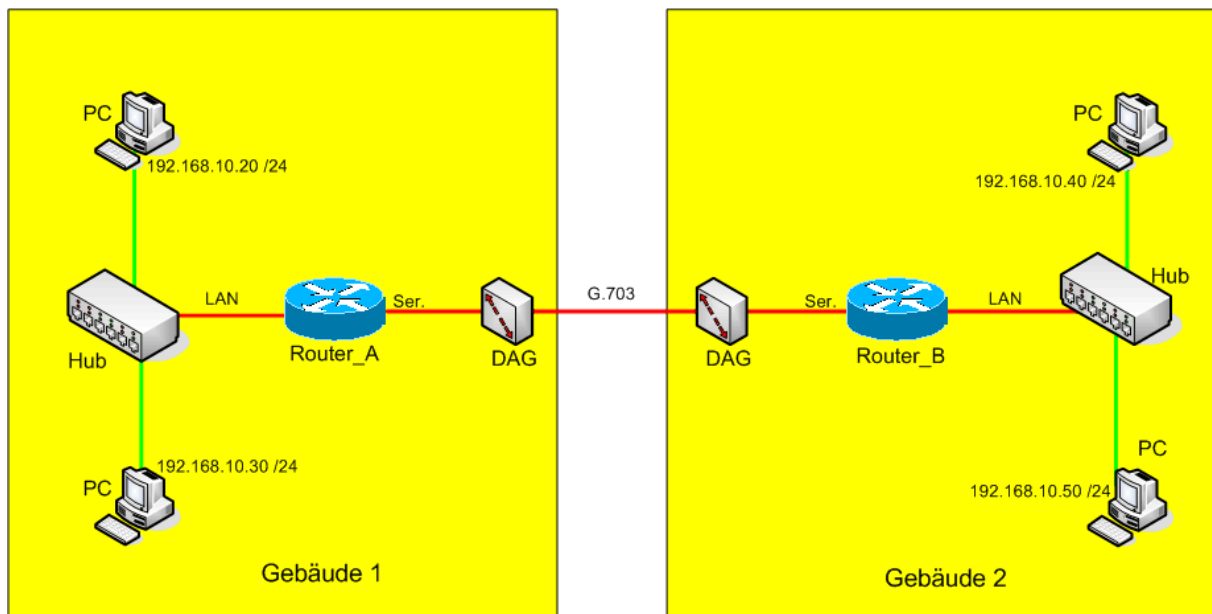 PC
192.168.10.20 /24
LAN
Ser.
Hub
Router_A
DAG
PC
192.168.10.30 /24
Gebäude 1
G.703
PC
192.168.10.40 /24
Hub
Ser.
LAN
DAG
Router_B
PC
192.168.10.50 /24
Gebäude 2